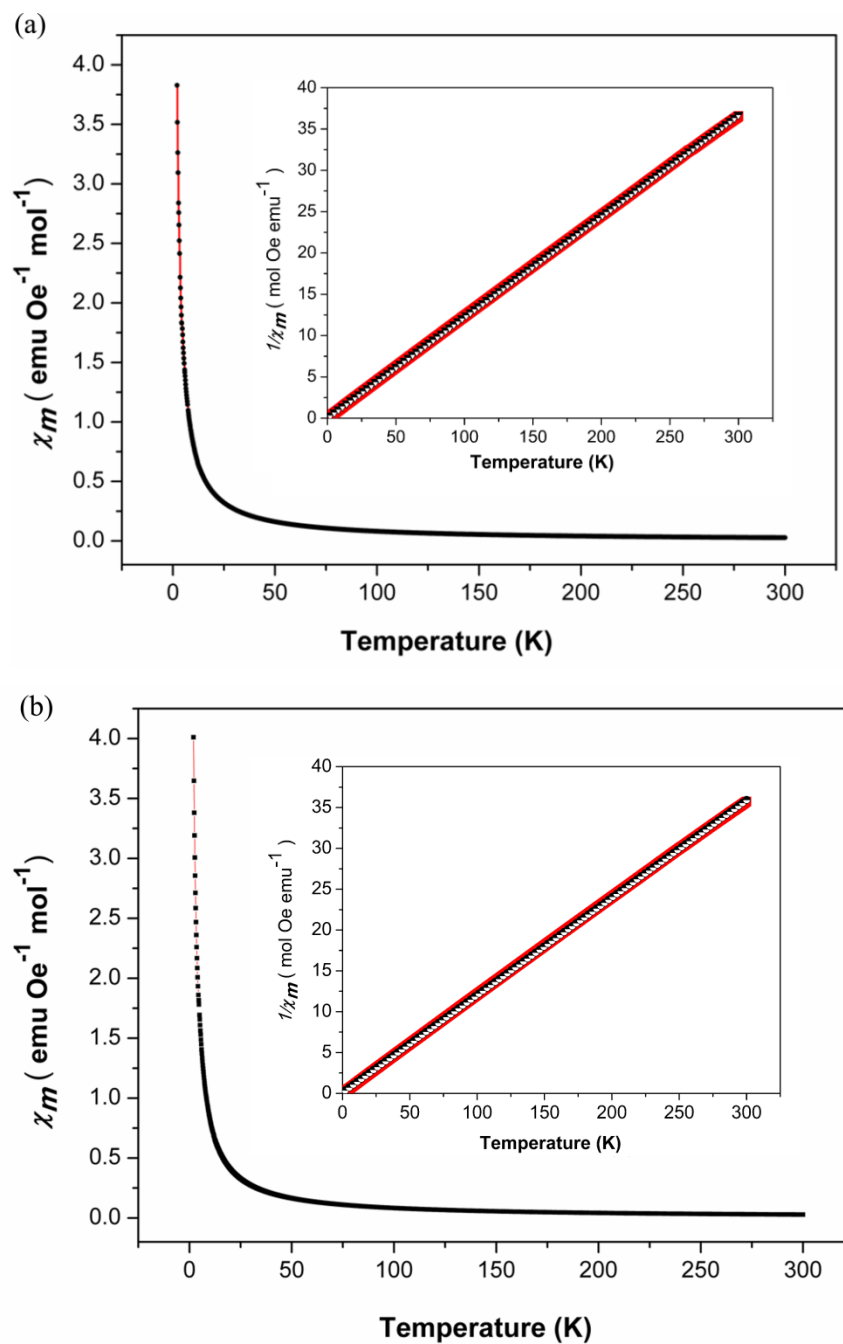 (a)
4.0
3.5
3.0
2.5
2.0
1.5
1.0
0.5
0.0
χm ( emu Oe⁻¹ mol⁻¹ )
0 50 100 150 200 250 300
Temperature (K)
40
35
30
25
20
15
10
5
0
1/χm ( mol Oe emu⁻¹ )
0 50 100 150 200 250 300
Temperature (K)
(b)
4.0
3.5
3.0
2.5
2.0
1.5
1.0
0.5
0.0
χm ( emu Oe⁻¹ mol⁻¹ )
0 50 100 150 200 250 300
Temperature (K)
40
35
30
25
20
15
10
5
0
1/χm ( mol Oe emu⁻¹ )
0 50 100 150 200 250 300
Temperature (K)